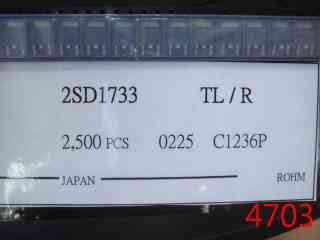 2SD1733 TL / R
2,500 PCS 0225 C1236P
JAPAN ROHM
4703